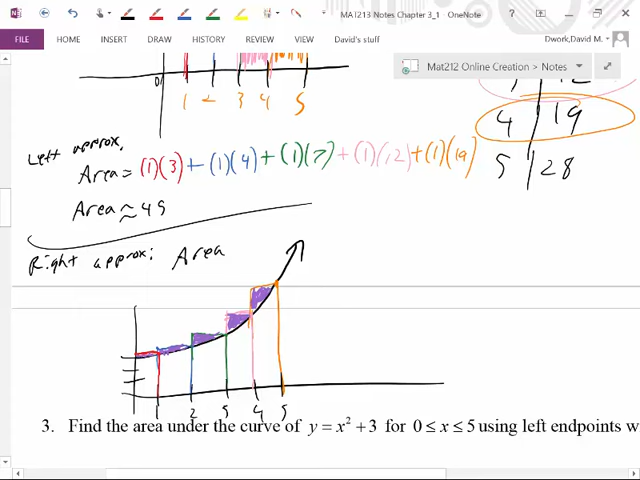 MAT213 Notes Chapter 3_1 - OneNote
FILE HOME INSERT DRAW HISTORY REVIEW VIEW David's stuff
Dwork,David M.
Mat212 Online Creation > Notes
0
1 2 3 4 5
4 19
5 28
Left approx.
Area = (1)(3) + (1)(4) + (1)(7) + (1)(12) + (1)(19)
Area ≈ 45
Right approx: Area
1 2 3 4 5
3. Find the area under the curve of y = x² + 3 for 0 ≤ x ≤ 5 using left endpoints w